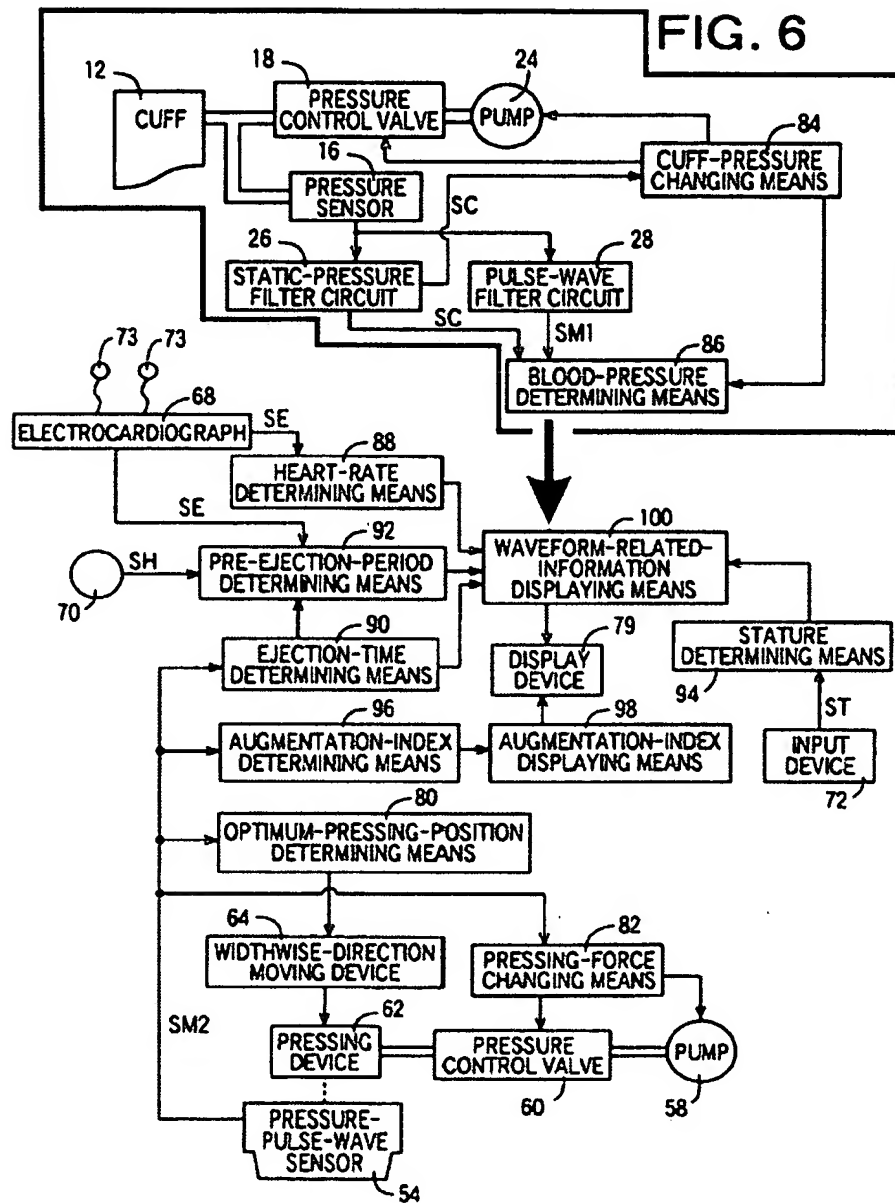 FIG. 6
12
CUFF
18
PRESSURE
CONTROL VALVE
24
PUMP
84
CUFF-PRESSURE
CHANGING MEANS
16
PRESSURE
SENSOR
SC
26
STATIC-PRESSURE
FILTER CIRCUIT
28
PULSE-WAVE
FILTER CIRCUIT
SC
SM1
86
BLOOD-PRESSURE
DETERMINING MEANS
73
73
68
ELECTROCARDIOGRAPH
SE
88
HEART-RATE
DETERMINING MEANS
SE
92
PRE-EJECTION-PERIOD
DETERMINING MEANS
SH
70
100
WAVEFORM-RELATED-
INFORMATION
DISPLAYING MEANS
90
EJECTION-TIME
DETERMINING MEANS
79
DISPLAY
DEVICE
STATURE
DETERMINING MEANS
94
ST
INPUT
DEVICE
72
96
AUGMENTATION-INDEX
DETERMINING MEANS
98
AUGMENTATION-INDEX
DISPLAYING MEANS
80
OPTIMUM-PRESSING-POSITION
DETERMINING MEANS
64
WIDTHWISE-DIRECTION
MOVING DEVICE
82
PRESSING-FORCE
CHANGING MEANS
SM2
62
PRESSING
DEVICE
PRESSURE
CONTROL VALVE
60
PUMP
58
PRESSURE-
PULSE-WAVE
SENSOR
54